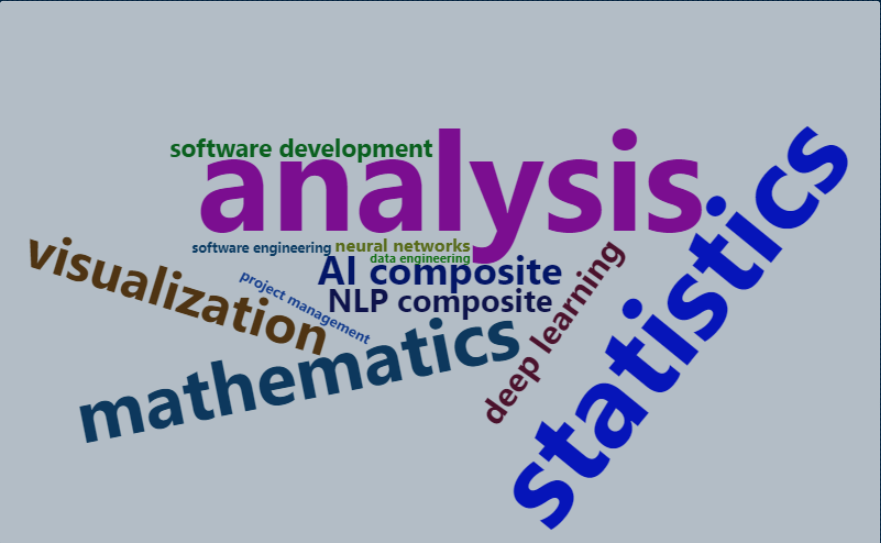 software development
analysis
statistics
visualization
software engineering
neural networks
data engineering
AI composite
project management
NLP composite
deep learning
mathematics